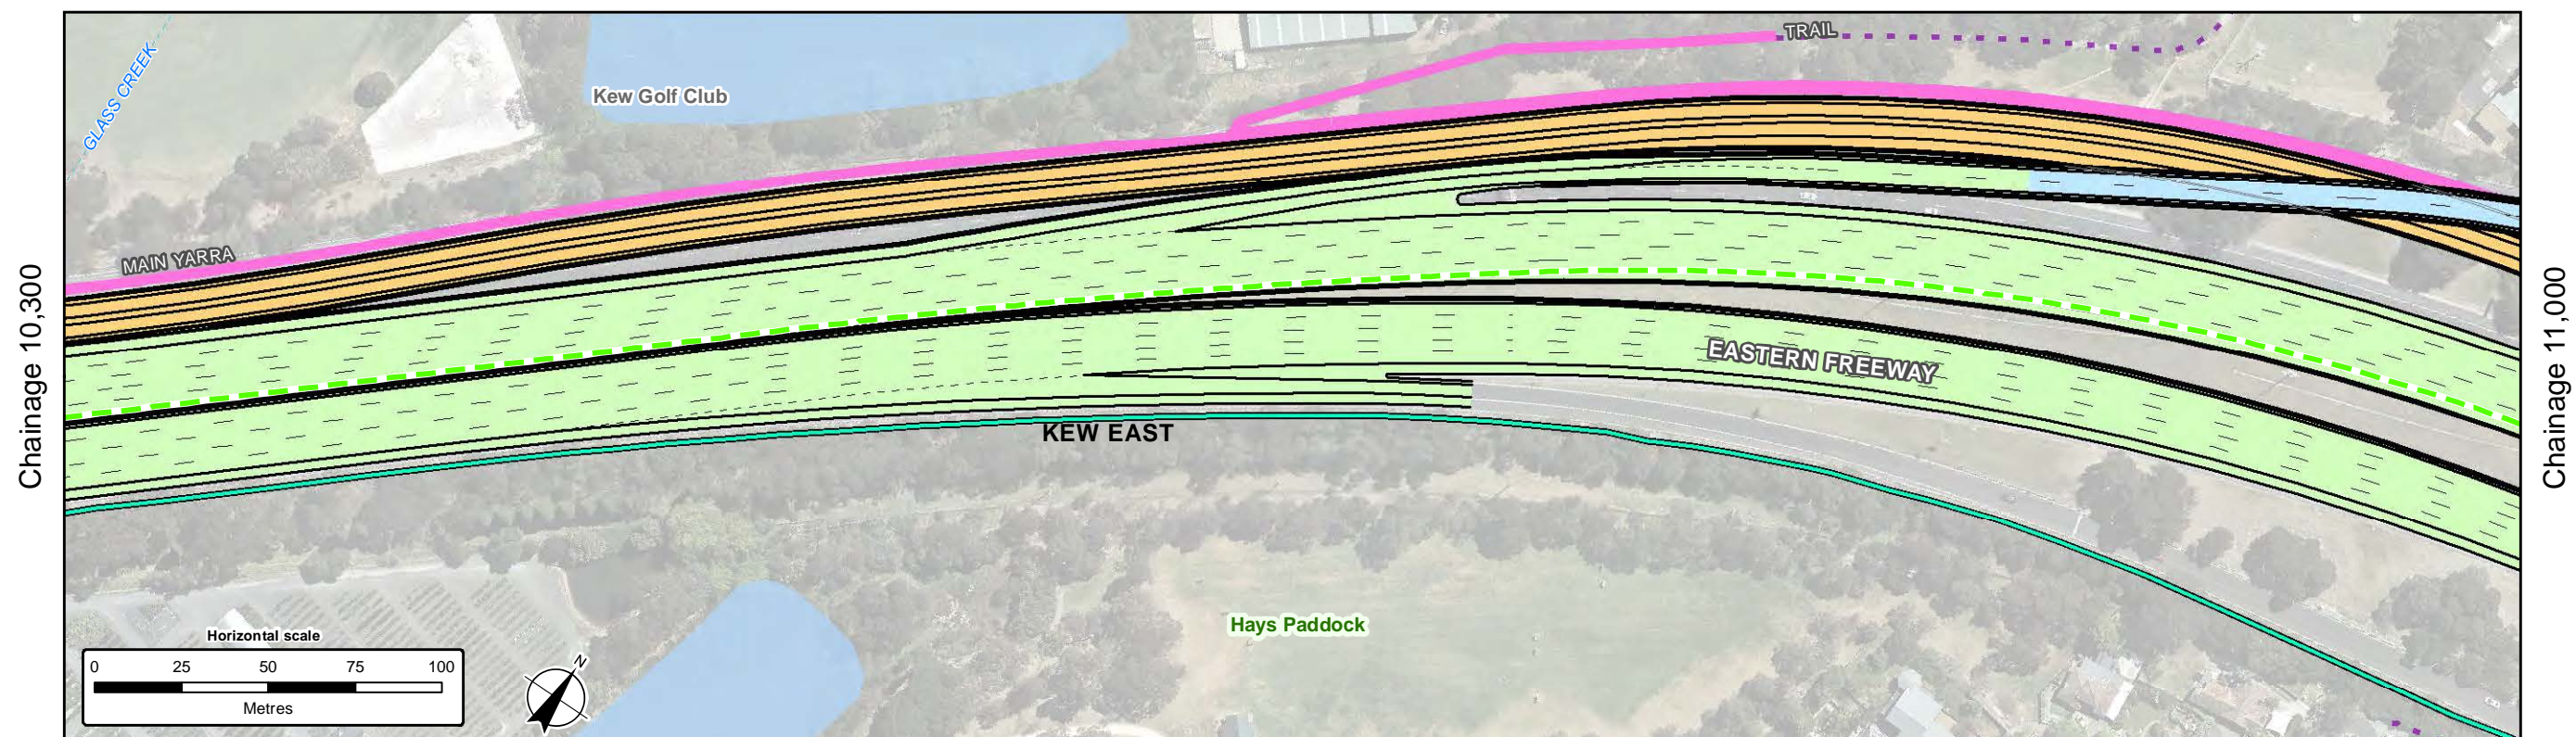 TRAIL
GLASS CREEK
Kew Golf Club
MAIN YARRA
Chainage 10,300
Chainage 11,000
EASTERN FREEWAY
KEW EAST
Hays Paddock
Horizontal scale
0 25 50 75 100
Metres
N